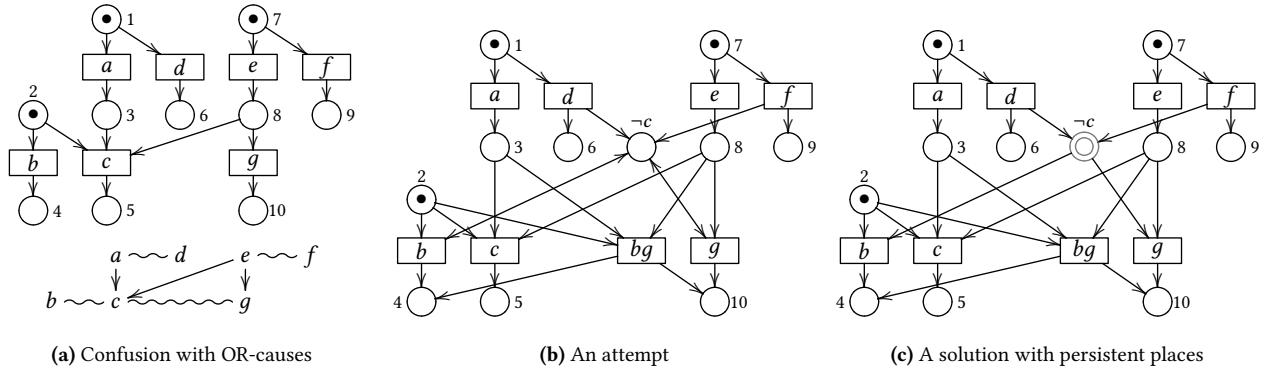 1
7
a
d
e
f
2
3
6
8
9
b
c
g
4
5
10
a d e f
b c g
(a) Confusion with OR-causes
1
7
a
d
e
f
¬c
3
6
8
9
2
b
c
bg
g
4
5
10
(b) An attempt
1
7
a
d
e
f
¬c
3
6
8
9
2
b
c
bg
g
4
5
10
(c) A solution with persistent places